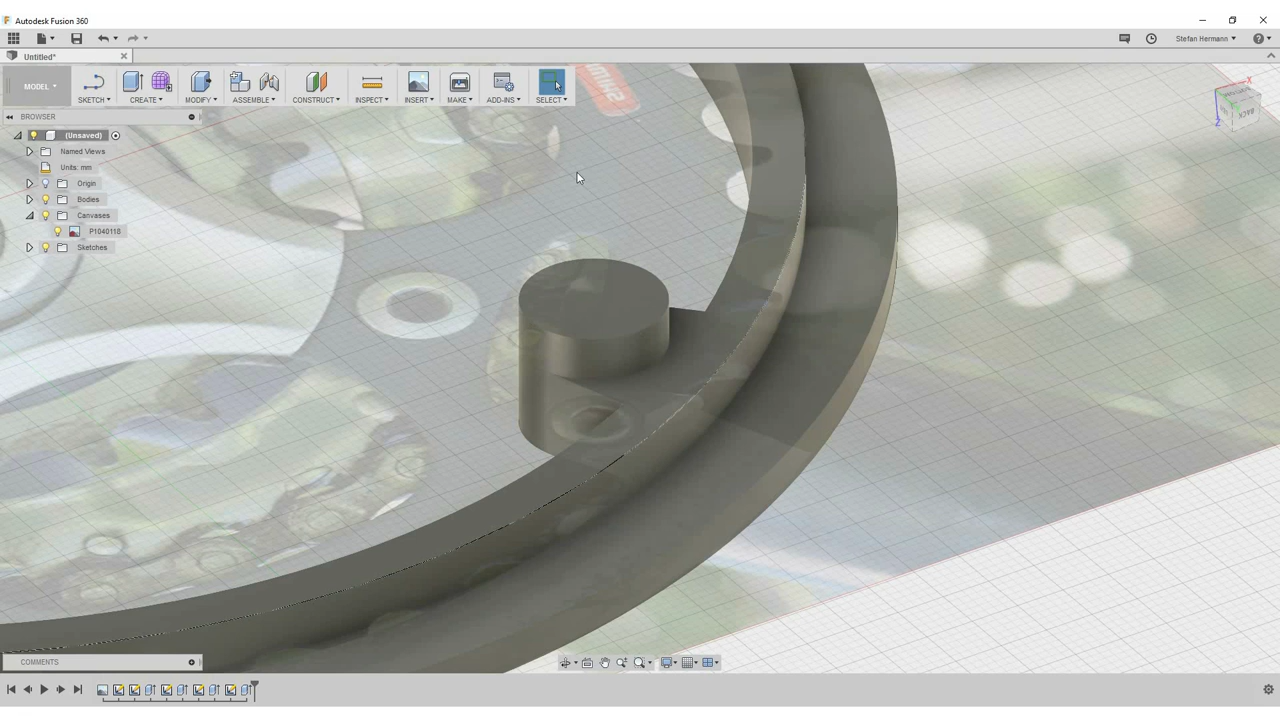 Autodesk Fusion 360
Stefan Hermann
Untitled*
MODEL
SKETCH
CREATE
MODIFY
ASSEMBLE
CONSTRUCT
INSPECT
INSERT
MAKE
ADD-INS
SELECT
BROWSER
(Unsaved)
Named Views
Units: mm
Origin
Bodies
Canvases
P1040118
Sketches
X
Z
BACK
COMMENTS